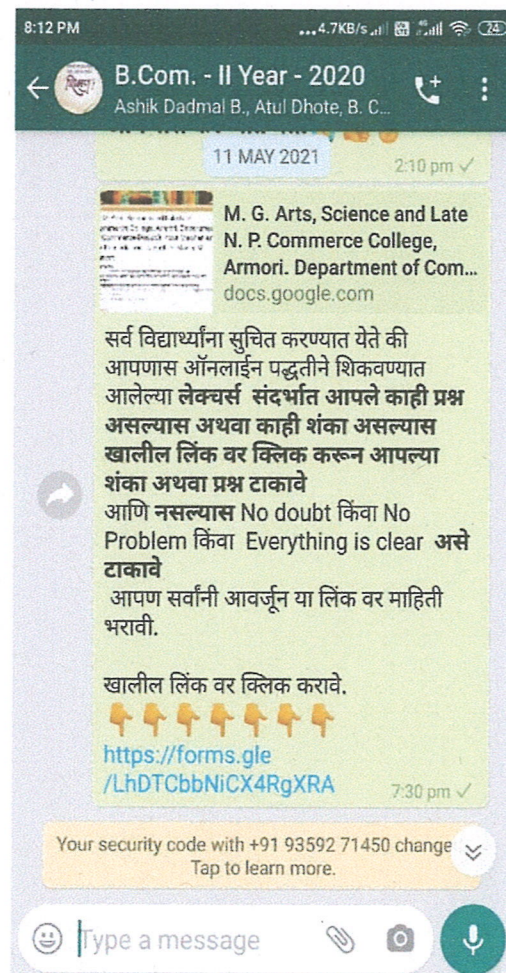 8:12 PM
...4.7KB/s 24
B.Com. - II Year - 2020
Ashik Dadmal B., Atul Dhote, B. C...
11 MAY 2021
2:10 pm
M. G. Arts, Science and Late
N. P. Commerce College,
Armori. Department of Com...
docs.google.com
सर्व विद्यार्थ्यांना सुचित करण्यात येते की
आपणास ऑनलाईन पद्धतीने शिकवण्यात
आलेल्या लेक्चर्स संदर्भात आपले काही प्रश्न
असल्यास अथवा काही शंका असल्यास
खालील लिंक वर क्लिक करून आपल्या
शंका अथवा प्रश्न टाकावे
आणि नसल्यास No doubt किंवा No
Problem किंवा Everything is clear असे
टाकावे
आपण सर्वांनी आवर्जून या लिंक वर माहिती
भरावी.
खालील लिंक वर क्लिक करावे.
https://forms.gle
/LhDTCbbNiCX4RgXRA
7:30 pm
Your security code with +91 93592 71450 change
Tap to learn more.
Type a message